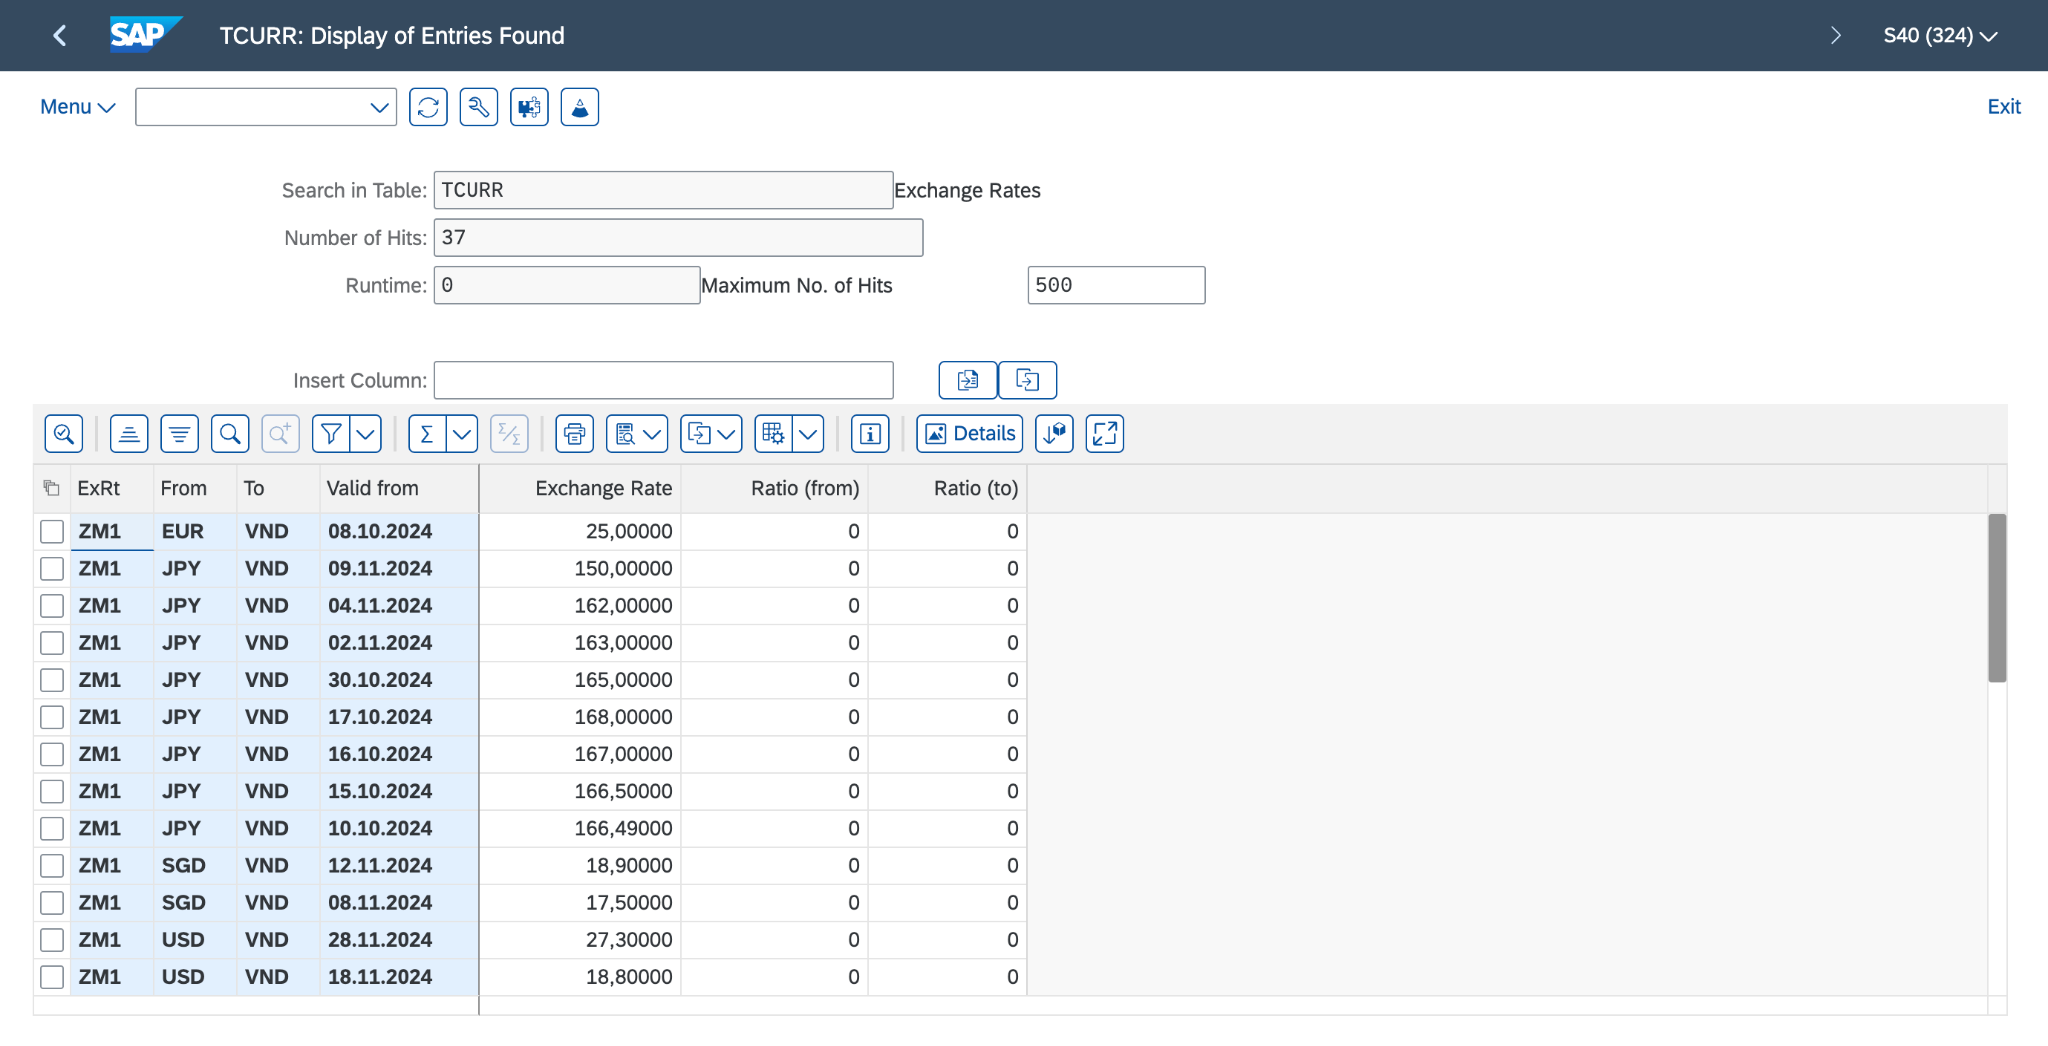 SAP TCURR: Display of Entries Found S40 (324)
Menu Exit
Search in Table: TCURR Exchange Rates
Number of Hits: 37
Runtime: 0 Maximum No. of Hits 500
Insert Column:
Σ Details
ExRt From To Valid from Exchange Rate Ratio (from) Ratio (to)
ZM1 EUR VND 08.10.2024 25,00000 0 0
ZM1 JPY VND 09.11.2024 150,00000 0 0
ZM1 JPY VND 04.11.2024 162,00000 0 0
ZM1 JPY VND 02.11.2024 163,00000 0 0
ZM1 JPY VND 30.10.2024 165,00000 0 0
ZM1 JPY VND 17.10.2024 168,00000 0 0
ZM1 JPY VND 16.10.2024 167,00000 0 0
ZM1 JPY VND 15.10.2024 166,50000 0 0
ZM1 JPY VND 10.10.2024 166,49000 0 0
ZM1 SGD VND 12.11.2024 18,90000 0 0
ZM1 SGD VND 08.11.2024 17,50000 0 0
ZM1 USD VND 28.11.2024 27,30000 0 0
ZM1 USD VND 18.11.2024 18,80000 0 0